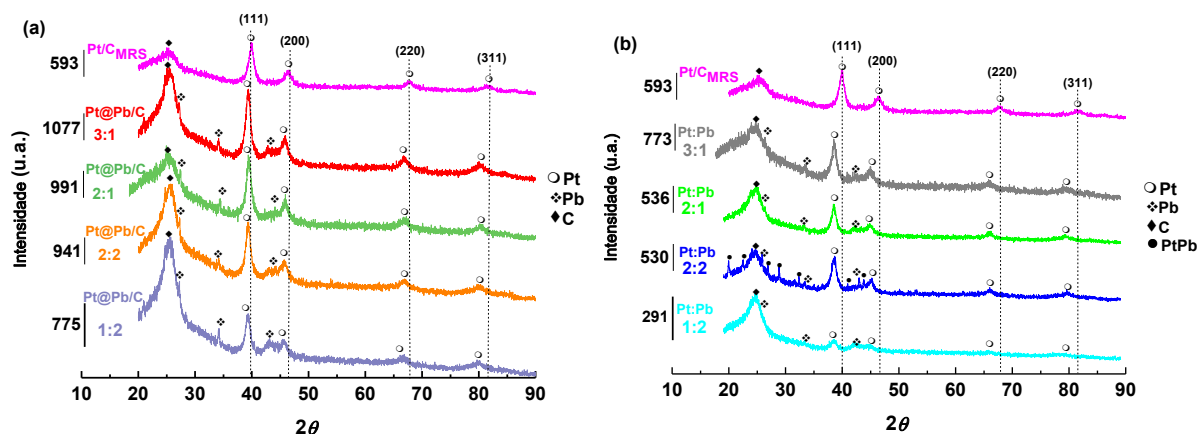 (a)
(111)
(200)
(220)
(311)
Pt/CMRS
593
Pt@Pb/C
3:1
1077
Pt@Pb/C
2:1
991
Pt@Pb/C
2:2
941
Pt@Pb/C
1:2
775
Intensidade (u.a.)
Pt
Pb
C
10 20 30 40 50 60 70 80 90
2θ
(b)
(111)
(200)
(220)
(311)
Pt/CMRS
593
Pt:Pb
3:1
773
Pt:Pb
2:1
536
Pt:Pb
2:2
530
Pt:Pb
1:2
291
Intensidade (u.a.)
Pt
Pb
C
PtPb
10 20 30 40 50 60 70 80 90
2θ